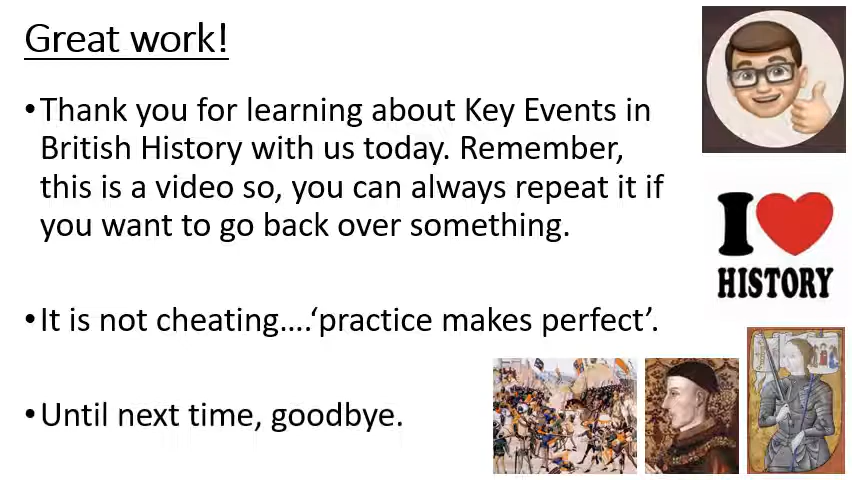 Great work!
•Thank you for learning about Key Events in
British History with us today. Remember,
this is a video so, you can always repeat it if
you want to go back over something.
•It is not cheating….‘practice makes perfect’.
•Until next time, goodbye.
I
HISTORY